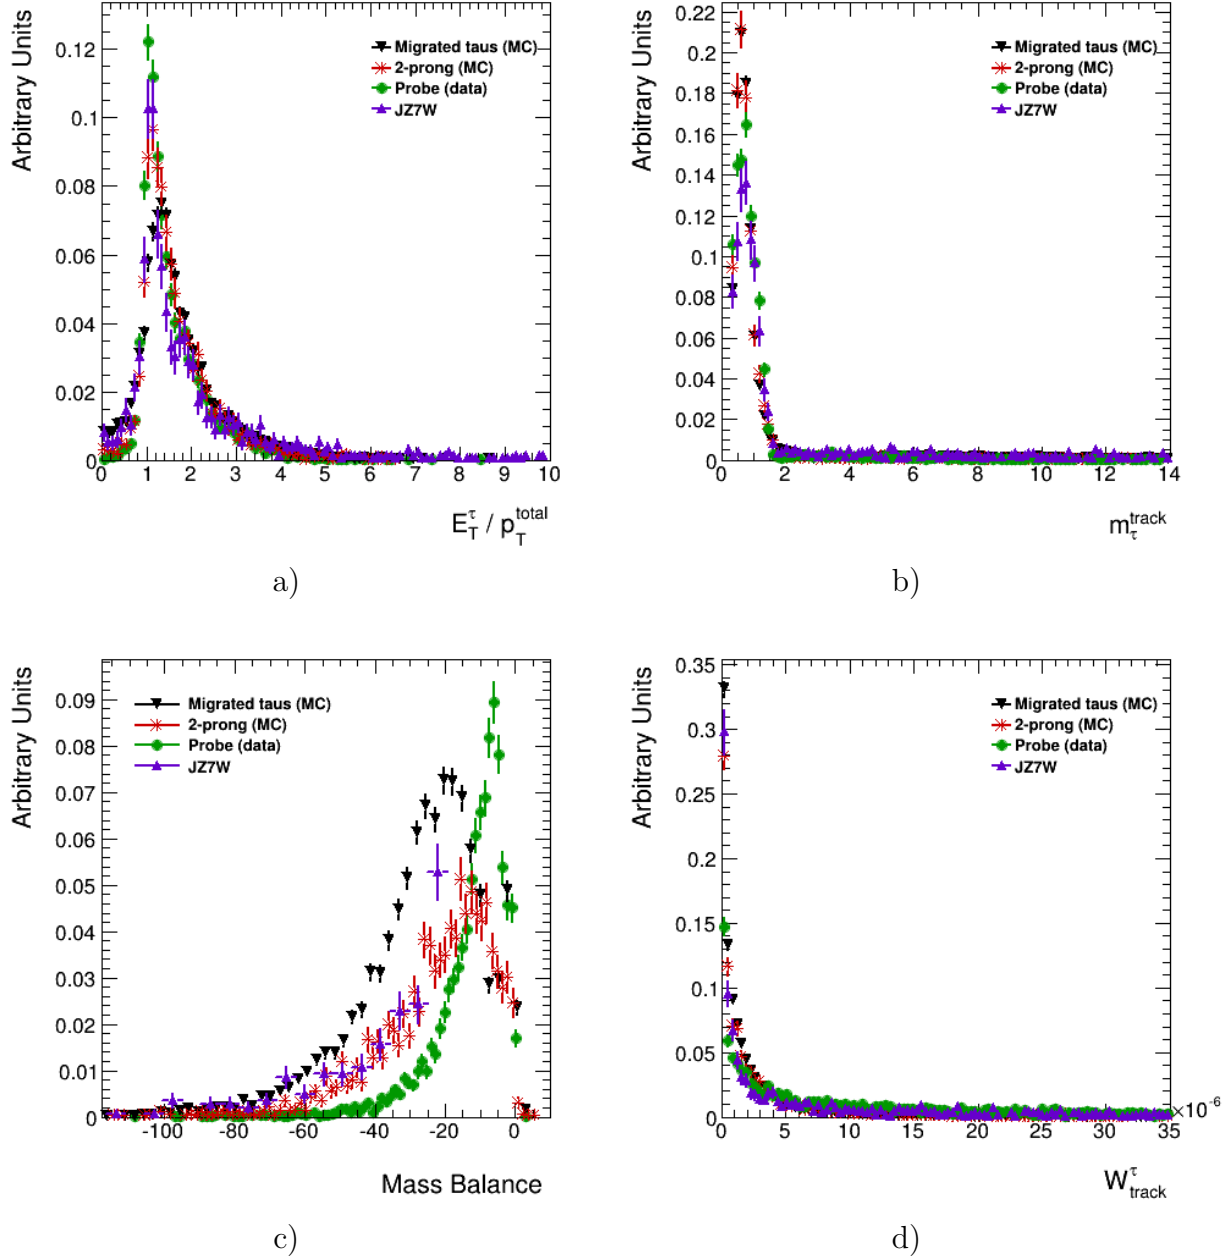 Arbitrary Units
0.12
0.1
0.08
0.06
0.04
0.02
0
Migrated taus (MC)
2-prong (MC)
Probe (data)
JZ7W
0 1 2 3 4 5 6 7 8 9 10
E_T^τ / p_T^total
a)
Arbitrary Units
0.22
0.2
0.18
0.16
0.14
0.12
0.1
0.08
0.06
0.04
0.02
0
Migrated taus (MC)
2-prong (MC)
Probe (data)
JZ7W
0 2 4 6 8 10 12 14
m_τ^track
b)
Arbitrary Units
0.09
0.08
0.07
0.06
0.05
0.04
0.03
0.02
0.01
0
Migrated taus (MC)
2-prong (MC)
Probe (data)
JZ7W
-100 -80 -60 -40 -20 0
Mass Balance
c)
Arbitrary Units
0.35
0.3
0.25
0.2
0.15
0.1
0.05
0
Migrated taus (MC)
2-prong (MC)
Probe (data)
JZ7W
×10^-6
0 5 10 15 20 25 30 35
W_track^τ
d)